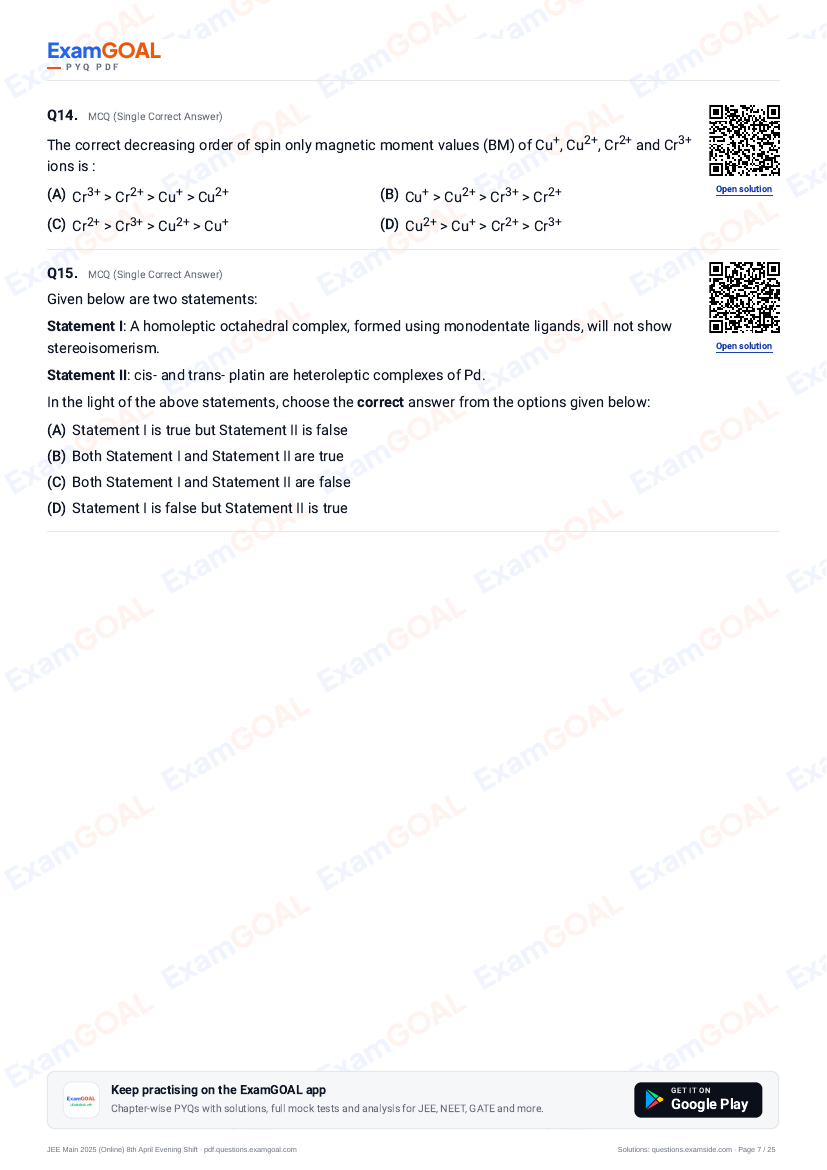 ExamGOAL
PYQ PDF
Q14. MCQ (Single Correct Answer)
The correct decreasing order of spin only magnetic moment values (BM) of Cu⁺, Cu²⁺, Cr²⁺ and Cr³⁺
ions is :
(A) Cr³⁺ > Cr²⁺ > Cu⁺ > Cu²⁺ (B) Cu⁺ > Cu²⁺ > Cr³⁺ > Cr²⁺
(C) Cr²⁺ > Cr³⁺ > Cu²⁺ > Cu⁺ (D) Cu²⁺ > Cu⁺ > Cr²⁺ > Cr³⁺
Open solution
Q15. MCQ (Single Correct Answer)
Given below are two statements:
Statement I: A homoleptic octahedral complex, formed using monodentate ligands, will not show
stereoisomerism.
Open solution
Statement II: cis- and trans- platin are heteroleptic complexes of Pd.
In the light of the above statements, choose the correct answer from the options given below:
(A) Statement I is true but Statement II is false
(B) Both Statement I and Statement II are true
(C) Both Statement I and Statement II are false
(D) Statement I is false but Statement II is true
Keep practising on the ExamGOAL app
Chapter-wise PYQs with solutions, full mock tests and analysis for JEE, NEET, GATE and more.
ExamGOAL
GET IT ON
Google Play
JEE Main 2025 (Online) 8th April Evening Shift · pdf.questions.examgoal.com
Solutions: questions.examside.com · Page 7 / 25